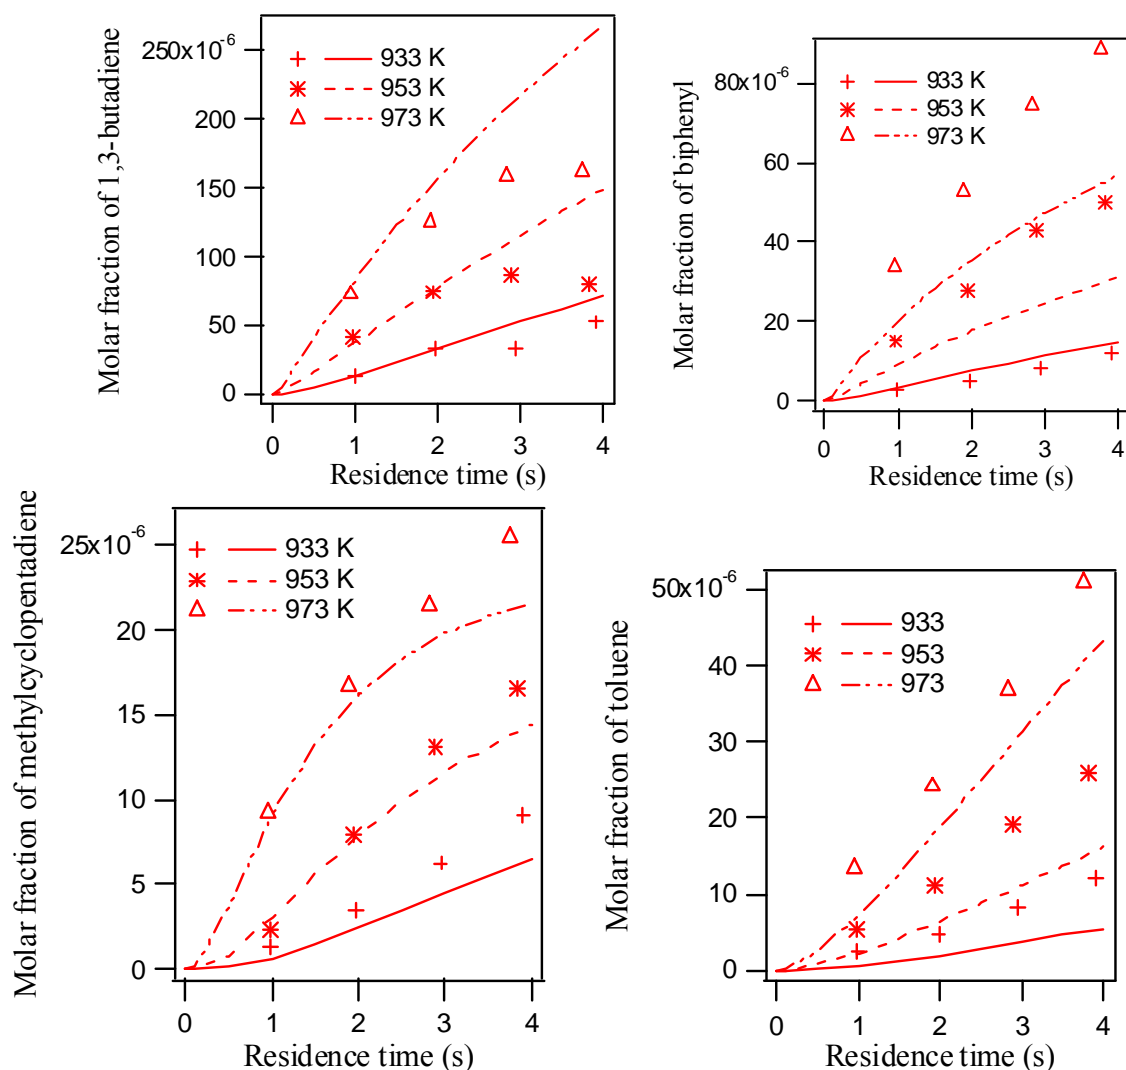 Molar fraction of 1,3-butadiene
250x10-6
200
150
100
50
0
933 K
953 K
973 K
0 1 2 3 4
Residence time (s)
Molar fraction of biphenyl
80x10-6
60
40
20
0
933 K
953 K
973 K
0 1 2 3 4
Residence time (s)
Molar fraction of methylcyclopentadiene
25x10-6
20
15
10
5
0
933 K
953 K
973 K
0 1 2 3 4
Residence time (s)
Molar fraction of toluene
50x10-6
40
30
20
10
0
933
953
973
0 1 2 3 4
Residence time (s)